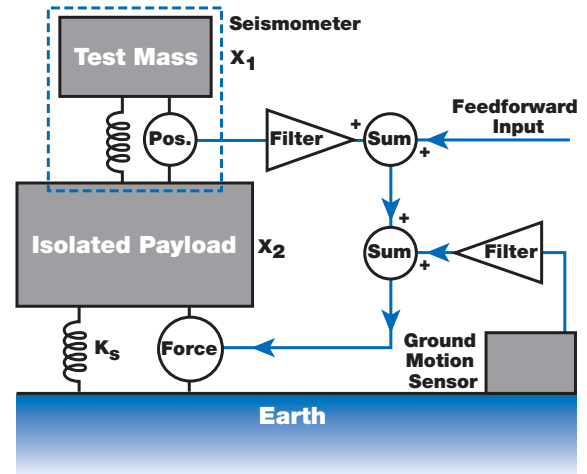 Seismometer
Test Mass
X1
Pos.
Filter
+
Sum
+
Feedforward
Input
Isolated Payload
X2
+
Sum
+
Filter
Ks
Force
Ground
Motion
Sensor
Earth